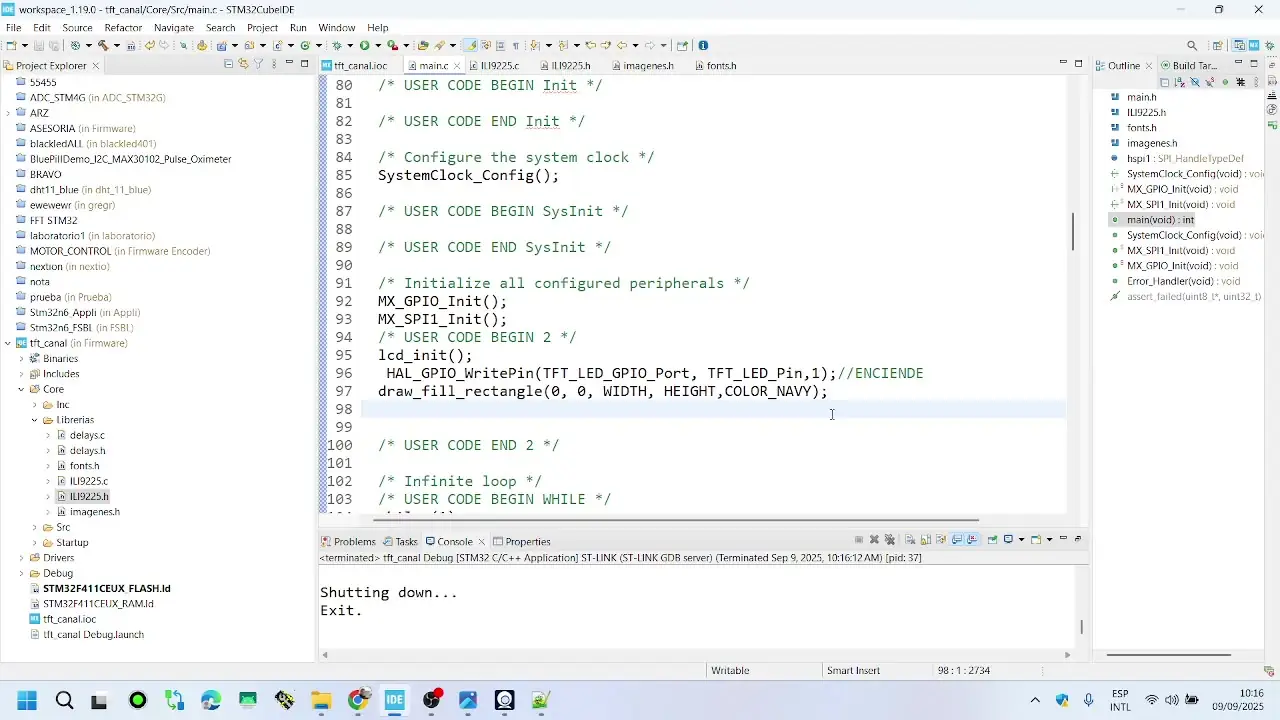 workspace_1.19.0 - tft_canal/Core/Src/main.c - STM32CubeIDE
File Edit Source Refactor Navigate Search Project Run Window Help
Project Explorer
55455
ADC_STM4G (in ADC_STM32G)
ARZ
ASESORIA (in Firmware)
blackledALL (in blackled401)
BluePillDemo_I2C_MAX30102_Pulse_Oximeter
BRAVO
dht11_blue (in dht_11_blue)
ewewewr (in gregr)
FFT STM32
laboratorio1 (in laboratorio)
MOTOR_CONTROL (in Firmware Encoder)
nextion (in nextio)
nota
prueba (in Prueba)
Stm32n6_Appli (in Appli)
Stm32n6_FSBL (in FSBL)
tft_canal (in Firmware)
Binaries
Includes
Core
Inc
Librerias
delays.c
delays.h
fonts.h
ILI9225.c
ILI9225.h
imagenes.h
Src
Startup
Drivers
Debug
STM32F411CEUX_FLASH.ld
STM32F411CEUX_RAM.ld
tft_canal.ioc
tft_canal Debug.launch
tft_canal.ioc main.c ILI9225.c ILI9225.h imagenes.h fonts.h
80 /* USER CODE BEGIN Init */
81
82 /* USER CODE END Init */
83
84 /* Configure the system clock */
85 SystemClock_Config();
86
87 /* USER CODE BEGIN SysInit */
88
89 /* USER CODE END SysInit */
90
91 /* Initialize all configured peripherals */
92 MX_GPIO_Init();
93 MX_SPI1_Init();
94 /* USER CODE BEGIN 2 */
95 lcd_init();
96 HAL_GPIO_WritePin(TFT_LED_GPIO_Port, TFT_LED_Pin,1);//ENCIENDE
97 draw_fill_rectangle(0, 0, WIDTH, HEIGHT,COLOR_NAVY);
98
99
100 /* USER CODE END 2 */
101
102 /* Infinite loop */
103 /* USER CODE BEGIN WHILE */
Problems Tasks Console Properties
<terminated> tft_canal Debug [STM32 C/C++ Application] ST-LINK (ST-LINK GDB server) (Terminated Sep 9, 2025, 10:16:12 AM) [pid: 37]
Shutting down...
Exit.
Outline Build Tar...
main.h
ILI9225.h
fonts.h
imagenes.h
hspi1 : SPI_HandleTypeDef
SystemClock_Config(void) : voi
MX_GPIO_Init(void) : void
MX_SPI1_Init(void) : void
main(void) : int
SystemClock_Config(void) : voi
MX_SPI1_Init(void) : void
MX_GPIO_Init(void) : void
Error_Handler(void) : void
assert_failed(uint8_t*, uint32_t)
Writable Smart Insert 98 : 1 : 2734
IDE
ESP
INTL
10:16
09/09/2025